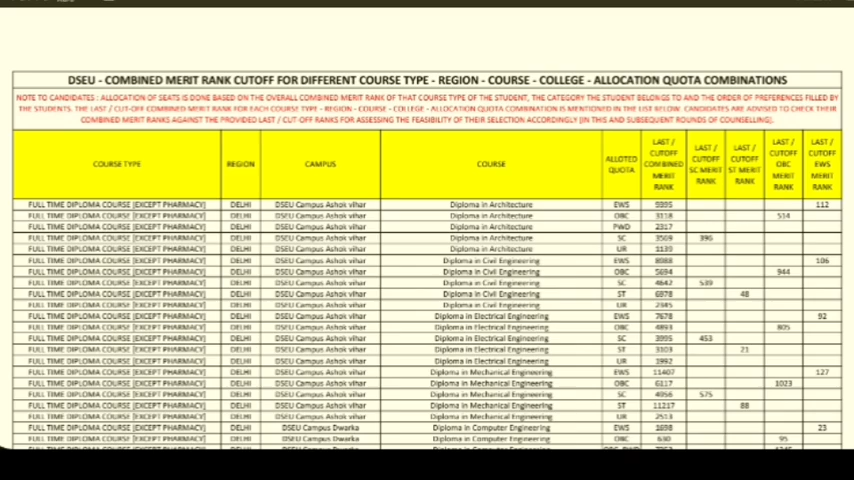 DSEU - COMBINED MERIT RANK CUTOFF FOR DIFFERENT COURSE TYPE - REGION - COURSE - COLLEGE - ALLOCATION QUOTA COMBINATIONS
NOTE TO CANDIDATES : ALLOCATION OF SEATS IS DONE BASED ON THE OVERALL COMBINED MERIT RANK OF THAT COURSE TYPE OF THE STUDENT, THE CATEGORY THE STUDENT BELONGS TO AND THE ORDER OF PREFERENCES FILLED BY
THE STUDENTS. THE LAST / CUT-OFF COMBINED MERIT RANK FOR EACH COURSE TYPE - REGION - COURSE - COLLEGE - ALLOCATION QUOTA COMBINATION IS MENTIONED IN THE LIST BELOW. CANDIDATES ARE ADVISED TO CHECK THEIR
COMBINED MERIT RANKS AGAINST THE PROVIDED LAST / CUT-OFF RANKS FOR ASSESSING THE FEASIBILITY OF THEIR SELECTION ACCORDINGLY [IN THIS AND SUBSEQUENT ROUNDS OF COUNSELLING].
COURSE TYPE REGION CAMPUS COURSE ALLOTED QUOTA LAST / CUTOFF COMBINED MERIT RANK LAST / CUTOFF SC MERIT RANK LAST / CUTOFF ST MERIT RANK LAST / CUTOFF OBC MERIT RANK LAST / CUTOFF EWS MERIT RANK
FULL TIME DIPLOMA COURSE [EXCEPT PHARMACY] DELHI DSEU Campus Ashok vihar Diploma in Architecture EWS 9395 112
FULL TIME DIPLOMA COURSE [EXCEPT PHARMACY] DELHI DSEU Campus Ashok vihar Diploma in Architecture OBC 3118 514
FULL TIME DIPLOMA COURSE [EXCEPT PHARMACY] DELHI DSEU Campus Ashok vihar Diploma in Architecture PWD 2317
FULL TIME DIPLOMA COURSE [EXCEPT PHARMACY] DELHI DSEU Campus Ashok vihar Diploma in Architecture SC 3569 396
FULL TIME DIPLOMA COURSE [EXCEPT PHARMACY] DELHI DSEU Campus Ashok vihar Diploma in Architecture UR 1139
FULL TIME DIPLOMA COURSE [EXCEPT PHARMACY] DELHI DSEU Campus Ashok vihar Diploma in Civil Engineering EWS 8988 106
FULL TIME DIPLOMA COURSE [EXCEPT PHARMACY] DELHI DSEU Campus Ashok vihar Diploma in Civil Engineering OBC 5694 944
FULL TIME DIPLOMA COURSE [EXCEPT PHARMACY] DELHI DSEU Campus Ashok vihar Diploma in Civil Engineering SC 4642 539
FULL TIME DIPLOMA COURSE [EXCEPT PHARMACY] DELHI DSEU Campus Ashok vihar Diploma in Civil Engineering ST 6978 48
FULL TIME DIPLOMA COURSE [EXCEPT PHARMACY] DELHI DSEU Campus Ashok vihar Diploma in Civil Engineering UR 2345
FULL TIME DIPLOMA COURSE [EXCEPT PHARMACY] DELHI DSEU Campus Ashok vihar Diploma in Electrical Engineering EWS 7678 92
FULL TIME DIPLOMA COURSE [EXCEPT PHARMACY] DELHI DSEU Campus Ashok vihar Diploma in Electrical Engineering OBC 4893 805
FULL TIME DIPLOMA COURSE [EXCEPT PHARMACY] DELHI DSEU Campus Ashok vihar Diploma in Electrical Engineering SC 3995 453
FULL TIME DIPLOMA COURSE [EXCEPT PHARMACY] DELHI DSEU Campus Ashok vihar Diploma in Electrical Engineering ST 3103 21
FULL TIME DIPLOMA COURSE [EXCEPT PHARMACY] DELHI DSEU Campus Ashok vihar Diploma in Electrical Engineering UR 1992
FULL TIME DIPLOMA COURSE [EXCEPT PHARMACY] DELHI DSEU Campus Ashok vihar Diploma in Mechanical Engineering EWS 11407 127
FULL TIME DIPLOMA COURSE [EXCEPT PHARMACY] DELHI DSEU Campus Ashok vihar Diploma in Mechanical Engineering OBC 6117 1023
FULL TIME DIPLOMA COURSE [EXCEPT PHARMACY] DELHI DSEU Campus Ashok vihar Diploma in Mechanical Engineering SC 4956 575
FULL TIME DIPLOMA COURSE [EXCEPT PHARMACY] DELHI DSEU Campus Ashok vihar Diploma in Mechanical Engineering ST 11217 88
FULL TIME DIPLOMA COURSE [EXCEPT PHARMACY] DELHI DSEU Campus Ashok vihar Diploma in Mechanical Engineering UR 2513
FULL TIME DIPLOMA COURSE [EXCEPT PHARMACY] DELHI DSEU Campus Dwarka Diploma in Computer Engineering EWS 1698 23
FULL TIME DIPLOMA COURSE [EXCEPT PHARMACY] DELHI DSEU Campus Dwarka Diploma in Computer Engineering OBC 630 95